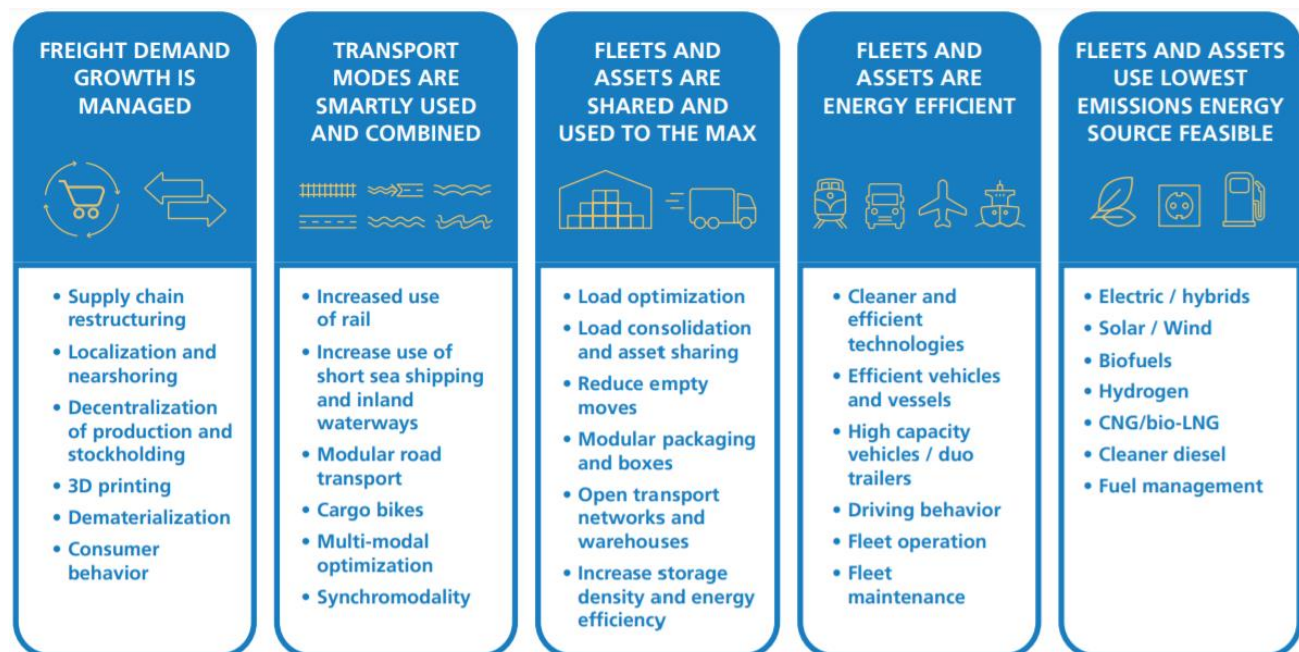 FREIGHT DEMAND
GROWTH IS
MANAGED
• Supply chain
restructuring
• Localization and
nearshoring
• Decentralization
of production and
stockholding
• 3D printing
• Dematerialization
• Consumer
behavior
TRANSPORT
MODES ARE
SMARTLY USED
AND COMBINED
• Increased use
of rail
• Increase use of
short sea shipping
and inland
waterways
• Modular road
transport
• Cargo bikes
• Multi-modal
optimization
• Synchromodality
FLEETS AND
ASSETS ARE
SHARED AND
USED TO THE MAX
• Load optimization
• Load consolidation
and asset sharing
• Reduce empty
moves
• Modular packaging
and boxes
• Open transport
networks and
warehouses
• Increase storage
density and energy
efficiency
FLEETS AND
ASSETS ARE
ENERGY EFFICIENT
• Cleaner and
efficient
technologies
• Efficient vehicles
and vessels
• High capacity
vehicles / duo
trailers
• Driving behavior
• Fleet operation
• Fleet
maintenance
FLEETS AND ASSETS
USE LOWEST
EMISSIONS ENERGY
SOURCE FEASIBLE
• Electric / hybrids
• Solar / Wind
• Biofuels
• Hydrogen
• CNG/bio-LNG
• Cleaner diesel
• Fuel management